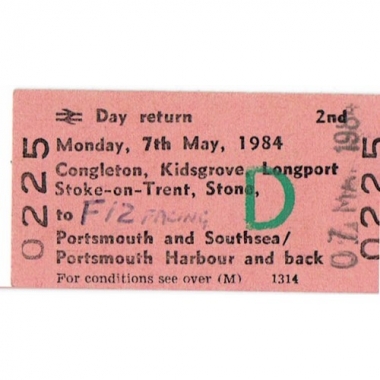 Day return 2nd
Monday, 7th May, 1984
Congleton, Kidsgrove, Longport
Stoke-on-Trent, Stone,
to F12 FACING
Portsmouth and Southsea/
Portsmouth Harbour and back
For conditions see over (M) 1314
0225
D
07 MAY 1984
0225